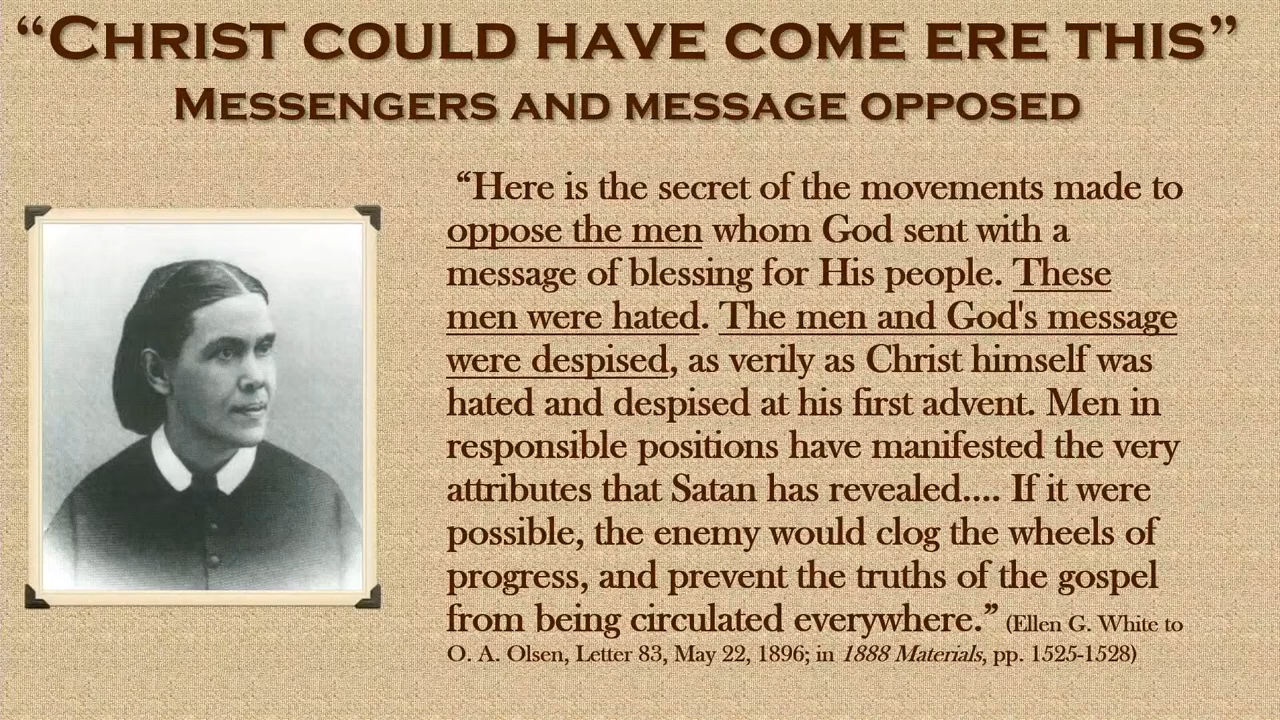 “Christ could have come ere this”
Messengers and message opposed
“Here is the secret of the movements made to
oppose the men whom God sent with a
message of blessing for His people. These
men were hated. The men and God's message
were despised, as verily as Christ himself was
hated and despised at his first advent. Men in
responsible positions have manifested the very
attributes that Satan has revealed.... If it were
possible, the enemy would clog the wheels of
progress, and prevent the truths of the gospel
from being circulated everywhere.” (Ellen G. White to
O. A. Olsen, Letter 83, May 22, 1896; in 1888 Materials, pp. 1525-1528)